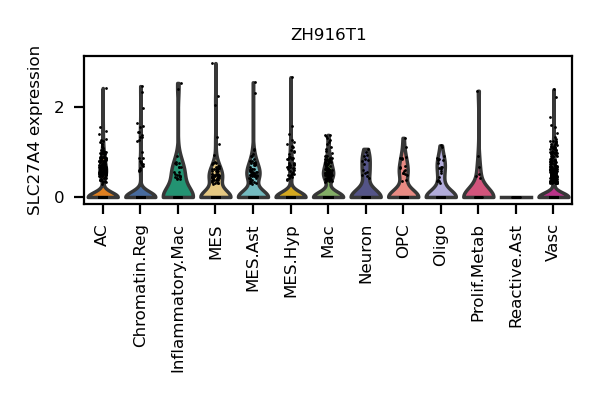 ZH916T1
SLC27A4 expression
2
0
AC
Chromatin.Reg
Inflammatory.Mac
MES
MES.Ast
MES.Hyp
Mac
Neuron
OPC
Oligo
Prolif.Metab
Reactive.Ast
Vasc